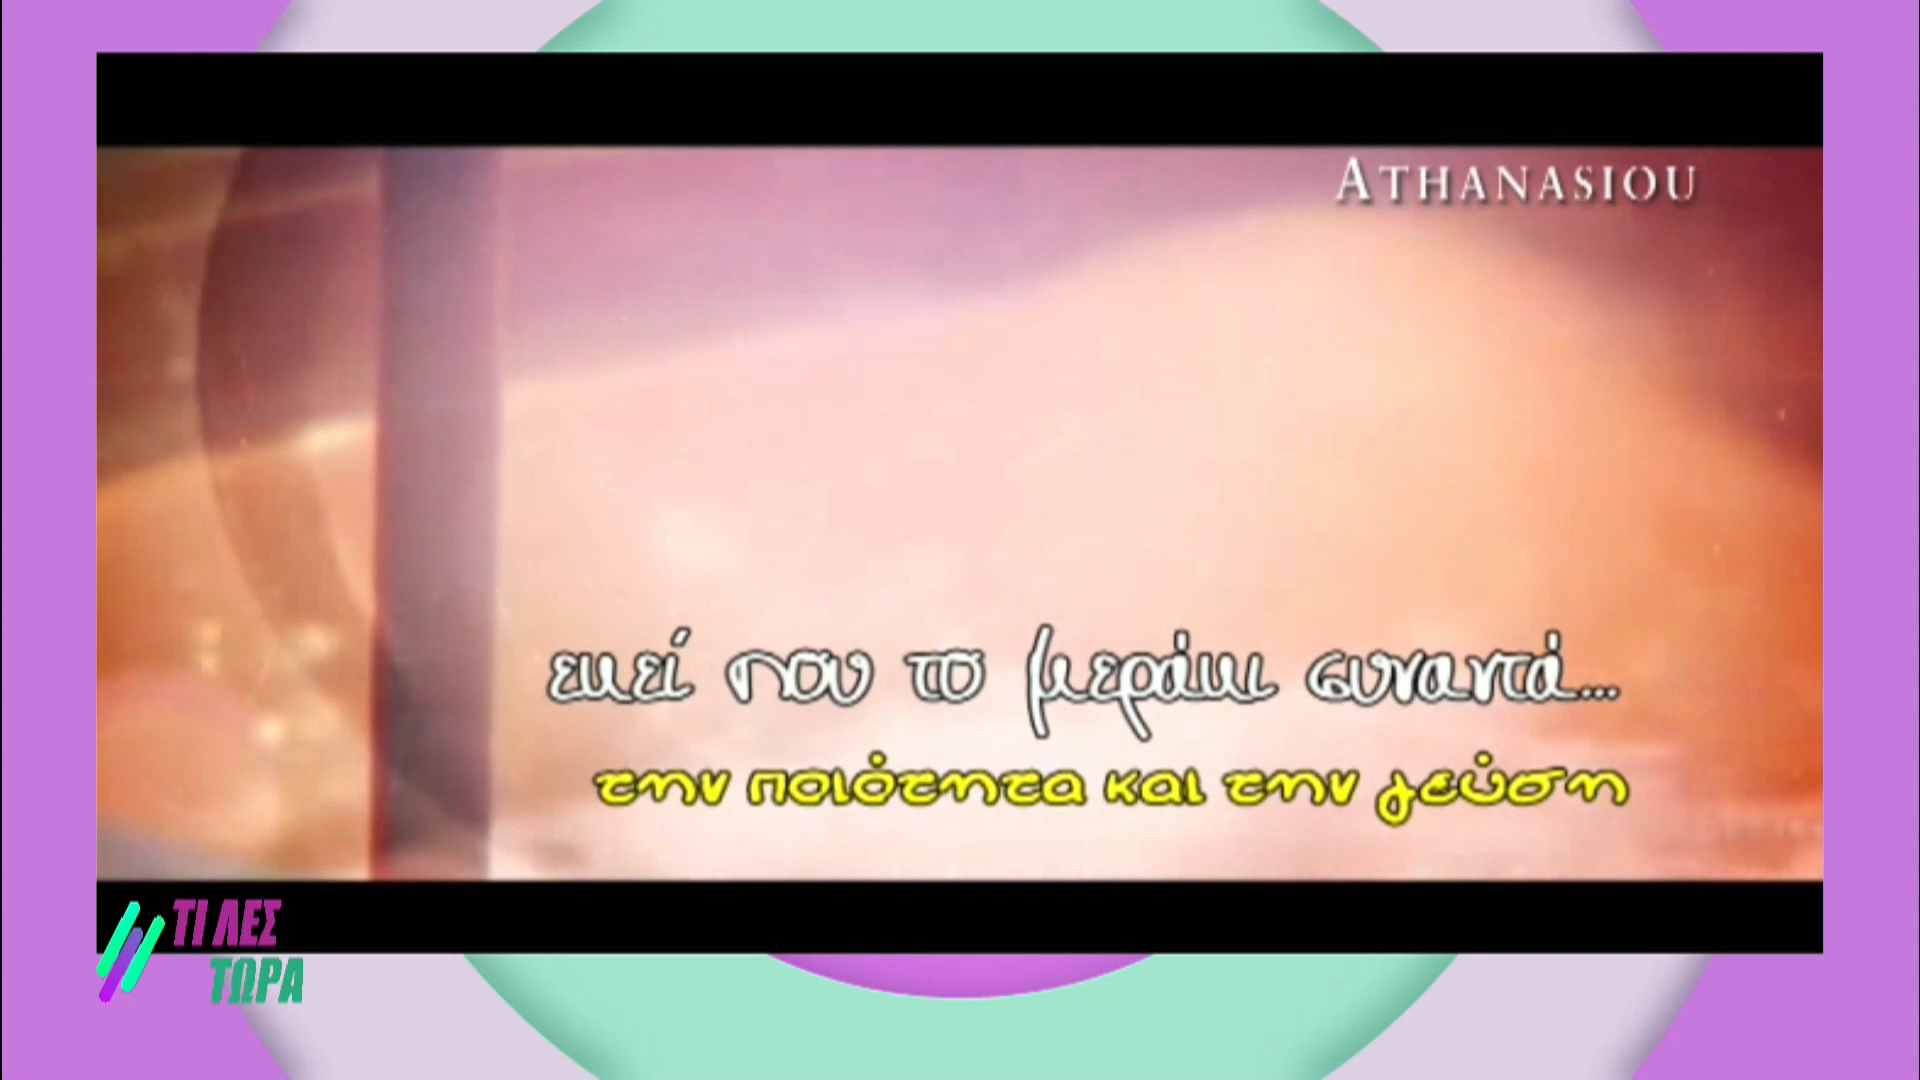 ATHANASIOU
εκεί που το μεράκι συναντά...
την ποιότητα και την γεύση
ΤΙ ΛΕΣ
ΤΩΡΑ